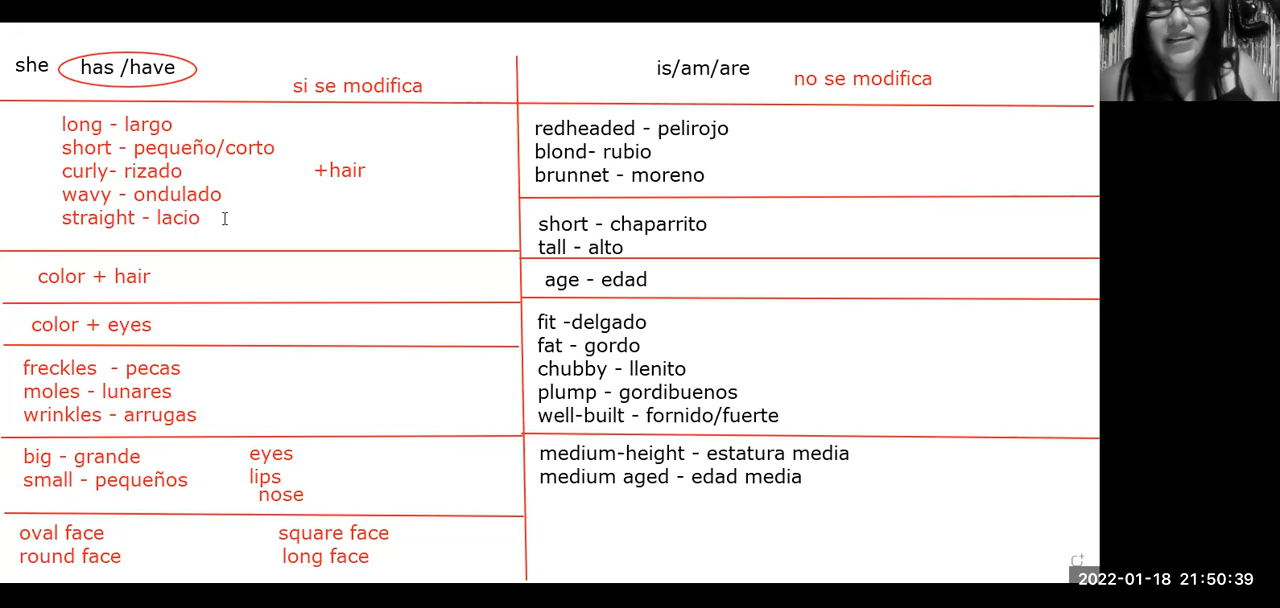 she has /have
si se modifica
long - largo
short - pequeño/corto
curly- rizado
+hair
wavy - ondulado
straight - lacio
color + hair
color + eyes
freckles - pecas
moles - lunares
wrinkles - arrugas
big - grande
small - pequeños
eyes
lips
nose
oval face
round face
square face
long face
is/am/are
no se modifica
redheaded - pelirojo
blond- rubio
brunnet - moreno
short - chaparrito
tall - alto
age - edad
fit -delgado
fat - gordo
chubby - llenito
plump - gordibuenos
well-built - fornido/fuerte
medium-height - estatura media
medium aged - edad media
2022-01-18 21:50:39